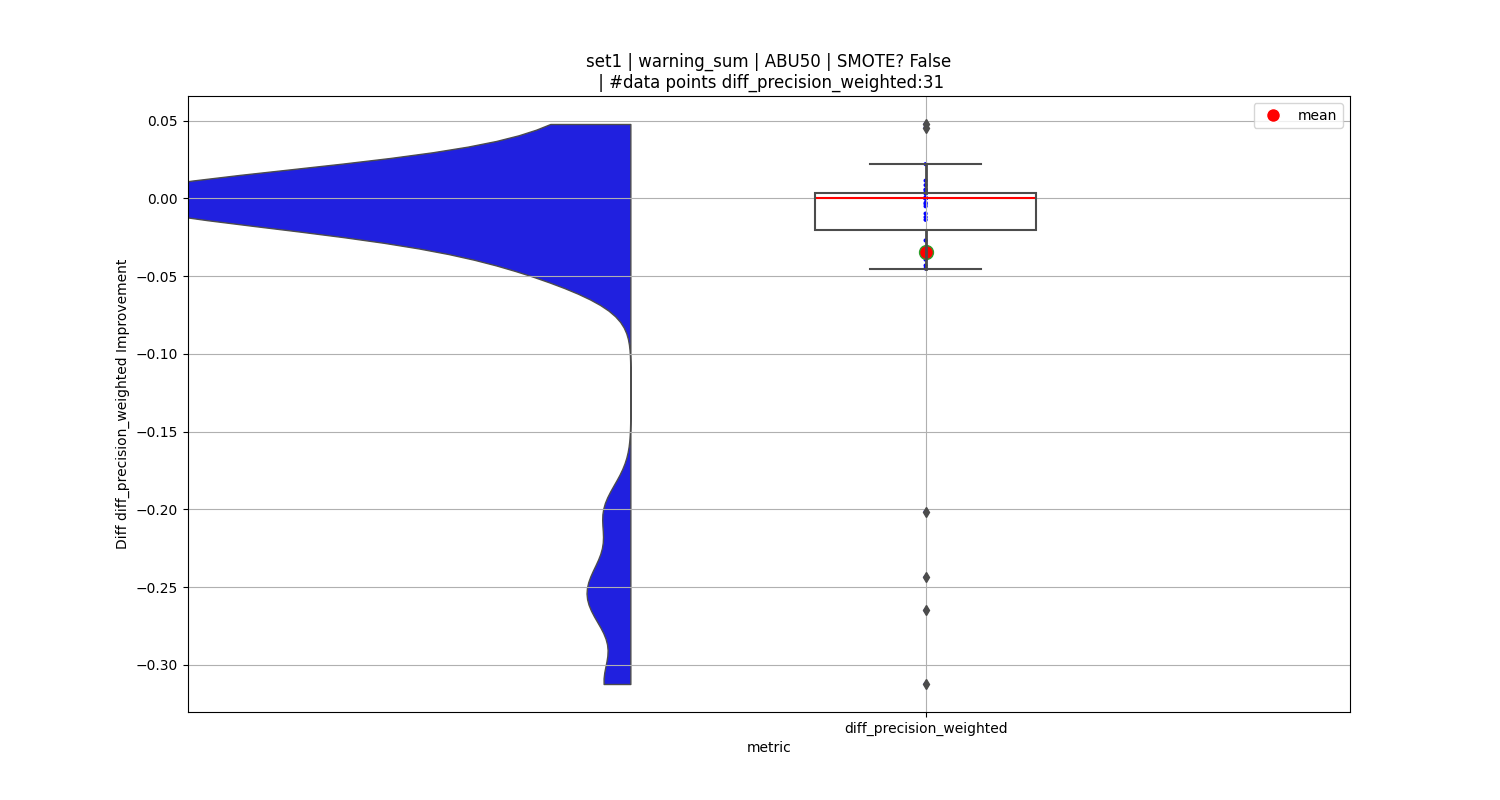 set1 | warning_sum | ABU50 | SMOTE? False
| #data points diff_precision_weighted:31
mean
0.05
0.00
−0.05
−0.10
−0.15
−0.20
−0.25
−0.30
Diff diff_precision_weighted Improvement
diff_precision_weighted
metric